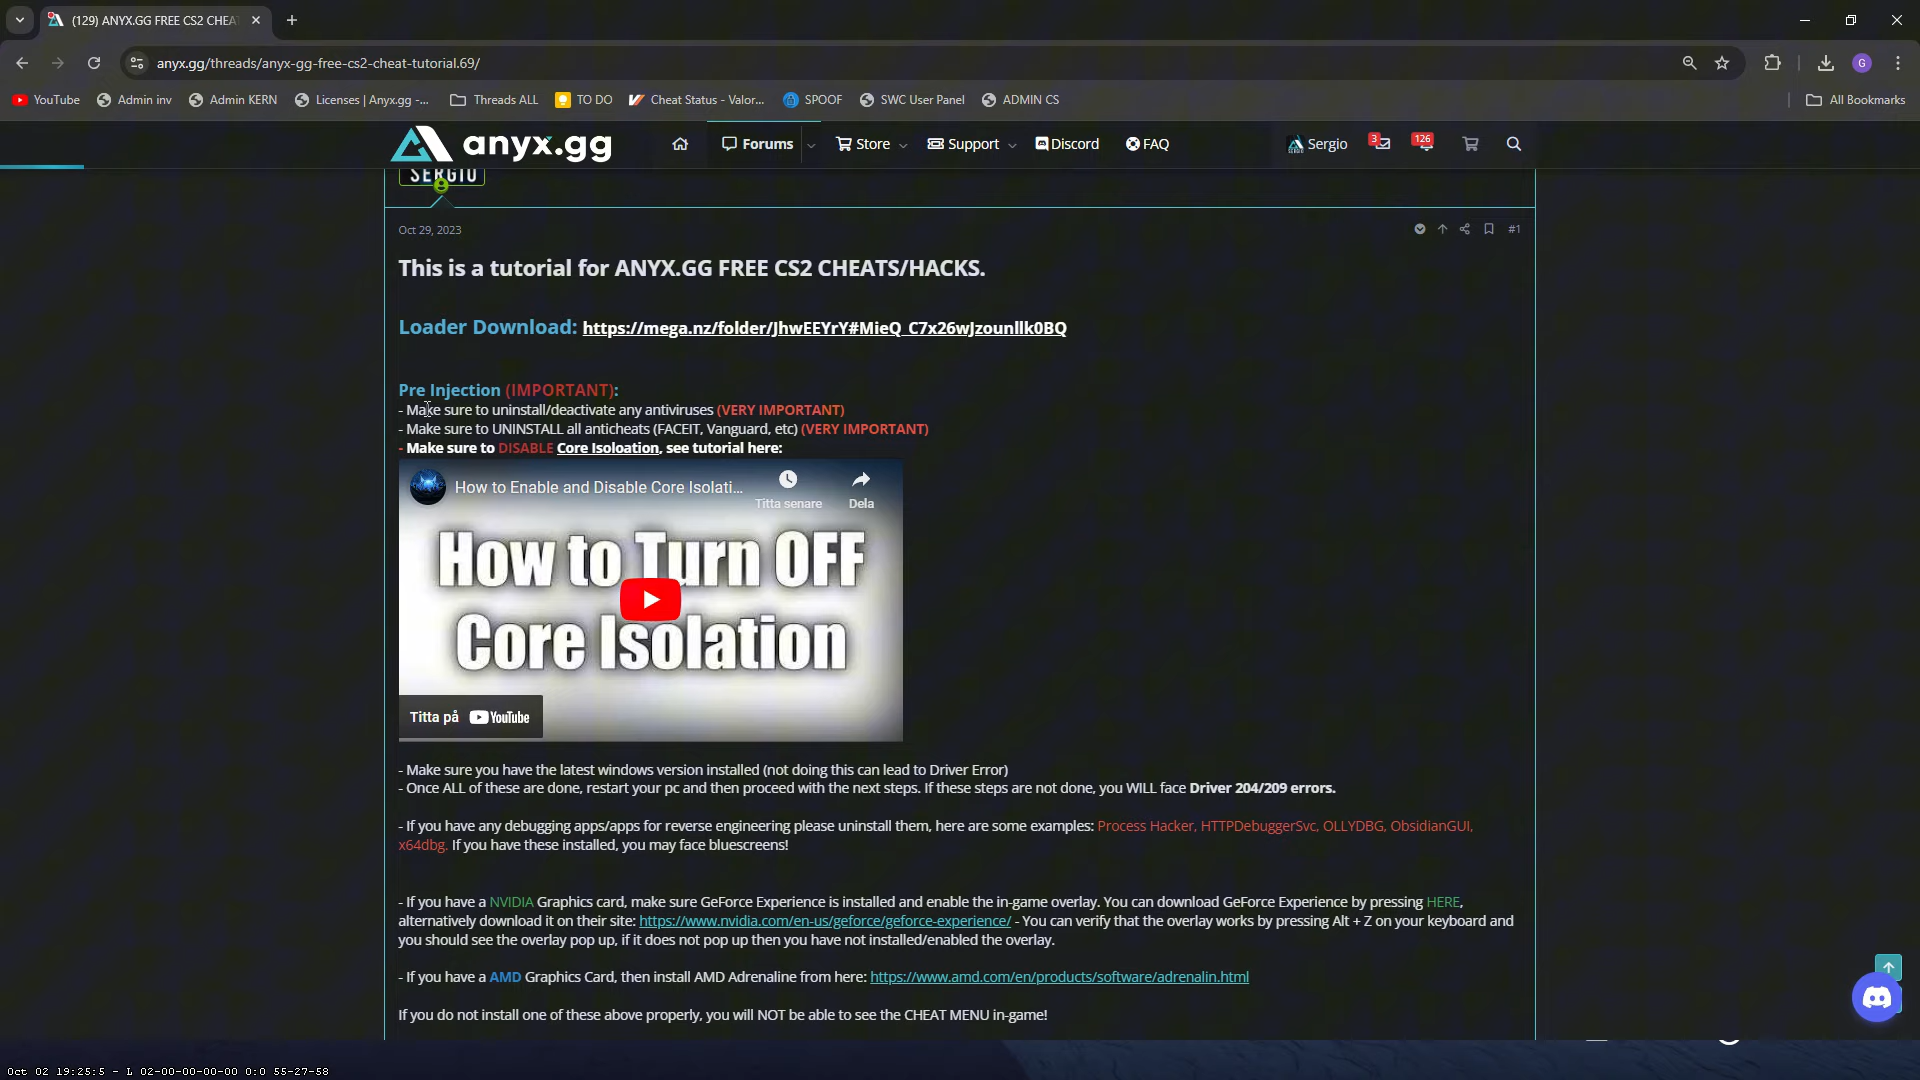 (129) ANYX.GG FREE CS2 CHEA
anyx.gg/threads/anyx-gg-free-cs2-cheat-tutorial.69/
G
YouTube
Admin inv
Admin KERN
Licenses | Anyx.gg -...
Threads ALL
TO DO
Cheat Status - Valor...
SPOOF
SWC User Panel
ADMIN CS
All Bookmarks
anyx.gg
Forums
Store
Support
Discord
FAQ
Sergio
3
126
SERGIO
Oct 29, 2023
#1
This is a tutorial for ANYX.GG FREE CS2 CHEATS/HACKS.
Loader Download: https://mega.nz/folder/JhwEEYrY#MieQ_C7x26wJzounllk0BQ
Pre Injection (IMPORTANT):
- Make sure to uninstall/deactivate any antiviruses (VERY IMPORTANT)
- Make sure to UNINSTALL all anticheats (FACEIT, Vanguard, etc) (VERY IMPORTANT)
- Make sure to DISABLE Core Isoloation, see tutorial here:
How to Enable and Disable Core Isolati...
Titta senare
Dela
How to Turn OFF
Core Isolation
Titta på YouTube
- Make sure you have the latest windows version installed (not doing this can lead to Driver Error)
- Once ALL of these are done, restart your pc and then proceed with the next steps. If these steps are not done, you WILL face Driver 204/209 errors.
- If you have any debugging apps/apps for reverse engineering please uninstall them, here are some examples: Process Hacker, HTTPDebuggerSvc, OLLYDBG, ObsidianGUI,
x64dbg. If you have these installed, you may face bluescreens!
- If you have a NVIDIA Graphics card, make sure GeForce Experience is installed and enable the in-game overlay. You can download GeForce Experience by pressing HERE,
alternatively download it on their site: https://www.nvidia.com/en-us/geforce/geforce-experience/ - You can verify that the overlay works by pressing Alt + Z on your keyboard and
you should see the overlay pop up, if it does not pop up then you have not installed/enabled the overlay.
- If you have a AMD Graphics Card, then install AMD Adrenaline from here: https://www.amd.com/en/products/software/adrenalin.html
If you do not install one of these above properly, you will NOT be able to see the CHEAT MENU in-game!
Oct 02 19:25:5 - L 02-00-00-00-00 0:0 55-27-58